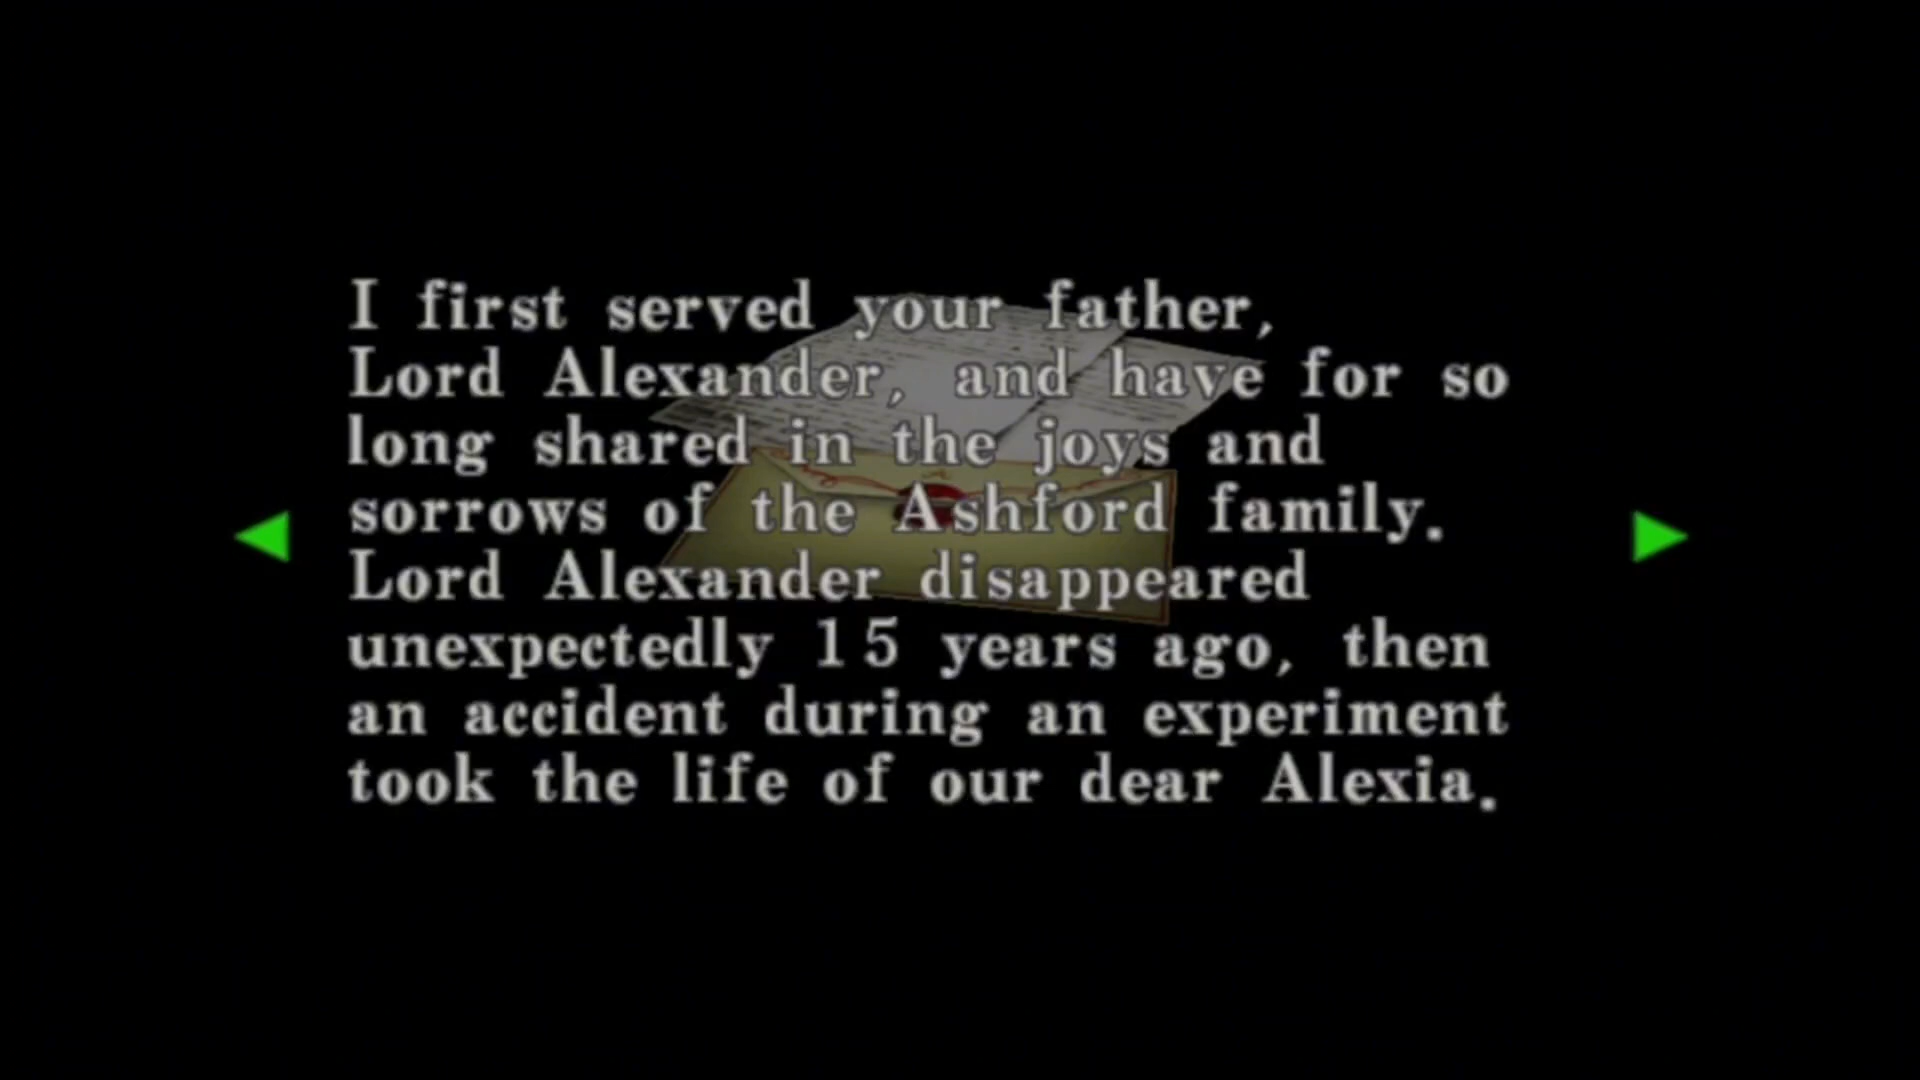 I first served your father,
Lord Alexander, and have for so
long shared in the joys and
sorrows of the Ashford family.
Lord Alexander disappeared
unexpectedly 15 years ago, then
an accident during an experiment
took the life of our dear Alexia.